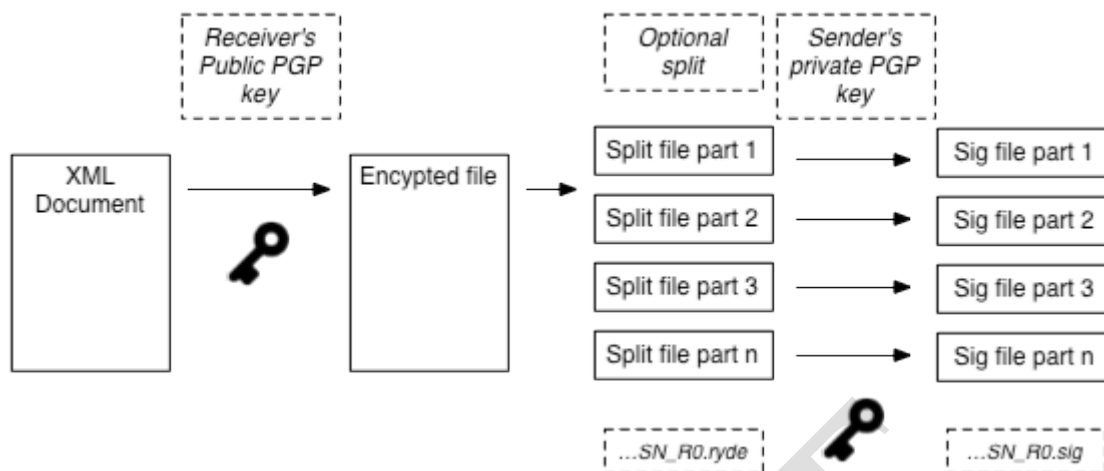 Receiver's
Public PGP
key
Optional
split
Sender's
private PGP
key
XML
Document
Encypted file
Split file part 1
Sig file part 1
Split file part 2
Sig file part 2
Split file part 3
Sig file part 3
Split file part n
Sig file part n
...SN_R0.ryde
...SN_R0.sig